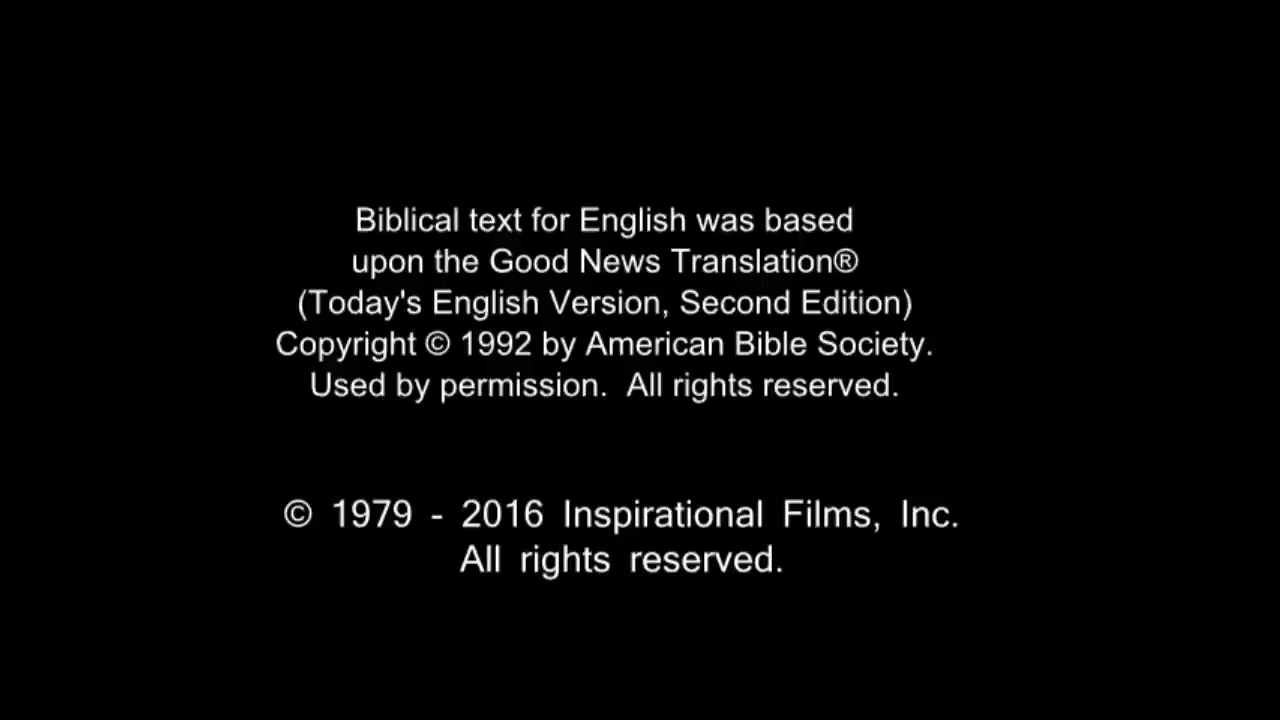 Biblical text for English was based
upon the Good News Translation®
(Today's English Version, Second Edition)
Copyright © 1992 by American Bible Society.
Used by permission.  All rights reserved.
© 1979 - 2016 Inspirational Films, Inc.
All rights reserved.